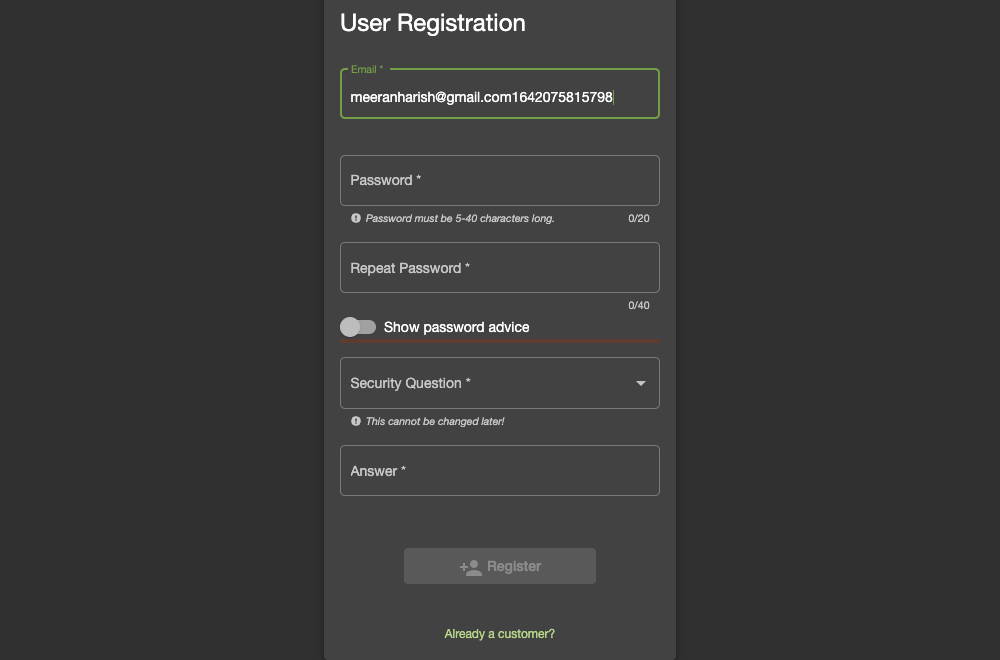 User Registration
Email *
meeranharish@gmail.com1642075815798
Password *
Password must be 5-40 characters long. 0/20
Repeat Password *
0/40
Show password advice
Security Question *
This cannot be changed later!
Answer *
Register
Already a customer?